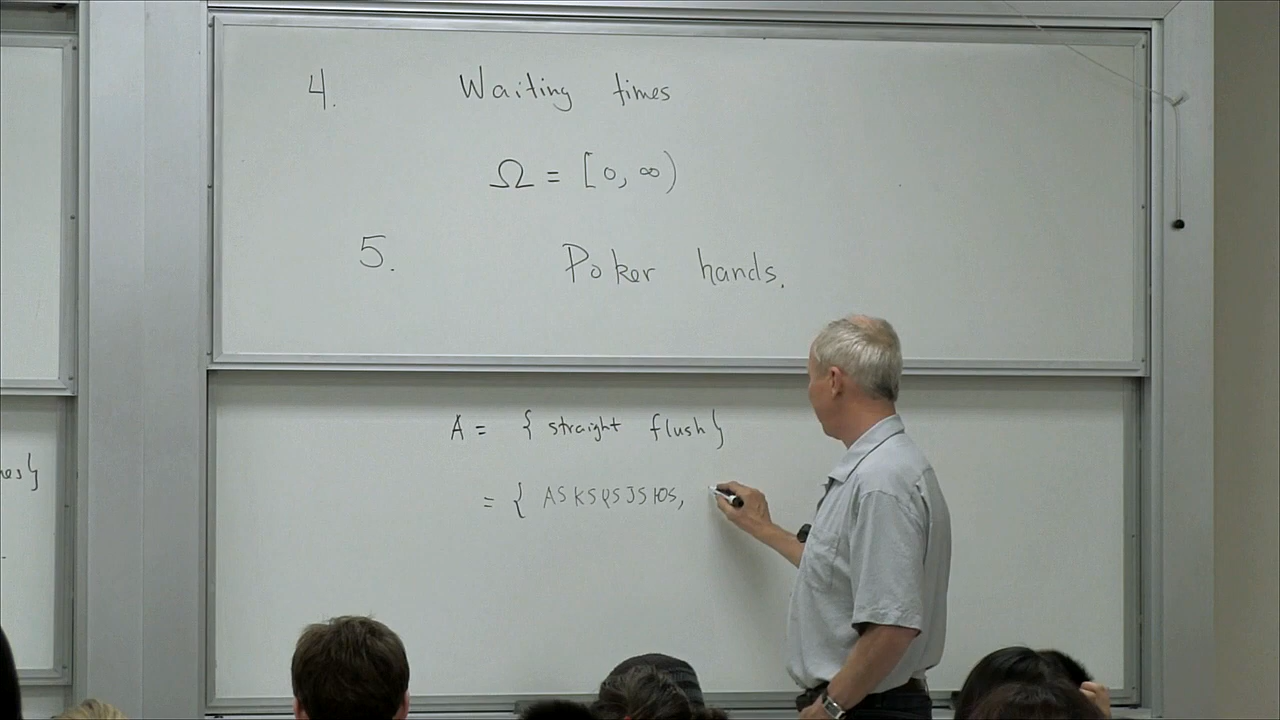 4. Waiting times
Ω = [0, ∞)
5. Poker hands.
A = { straight flush}
= { AS KS QS JS 10S,